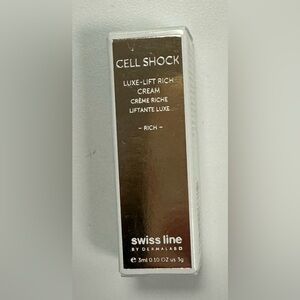 CELL SHOCK
LUXE-LIFT RICH
CREAM
CRÈME RICHE
LIFTANTE LUXE
- RICH -
swiss line
BY DERMALAB
e 3ml 0.10 OZ us 3g